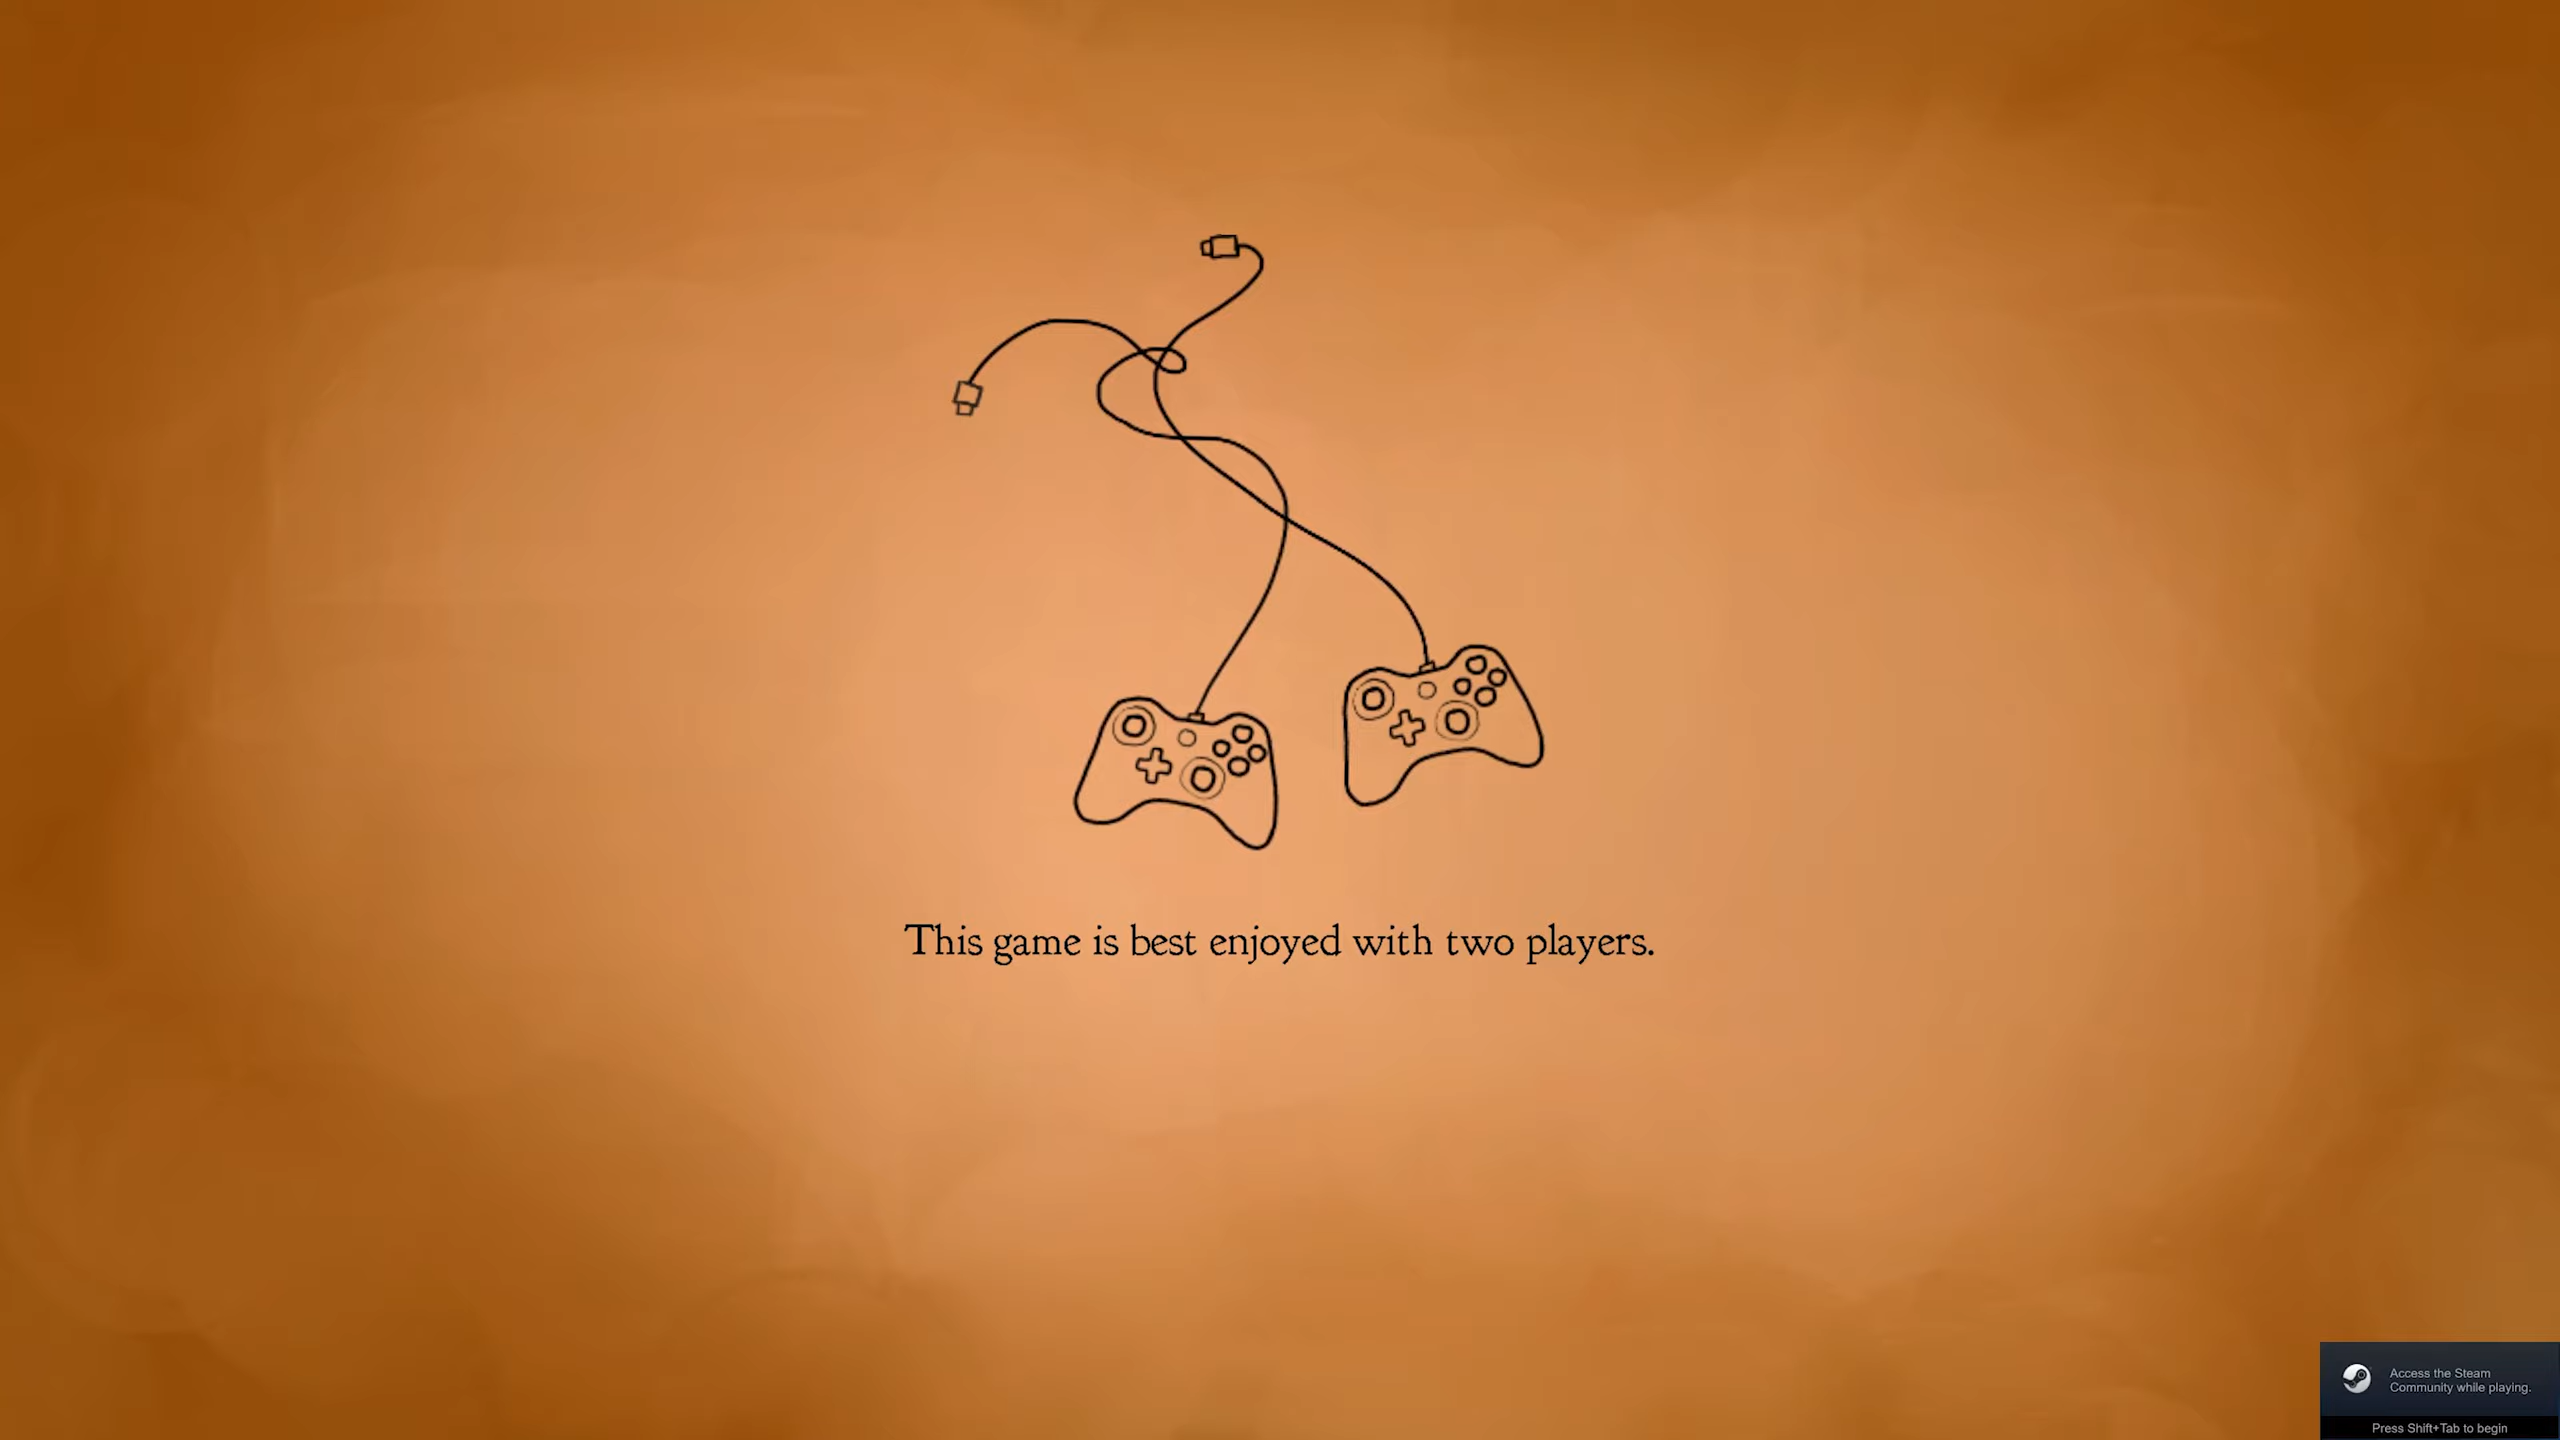 This game is best enjoyed with two players.
Access the Steam
Community while playing.
Press Shift+Tab to begin